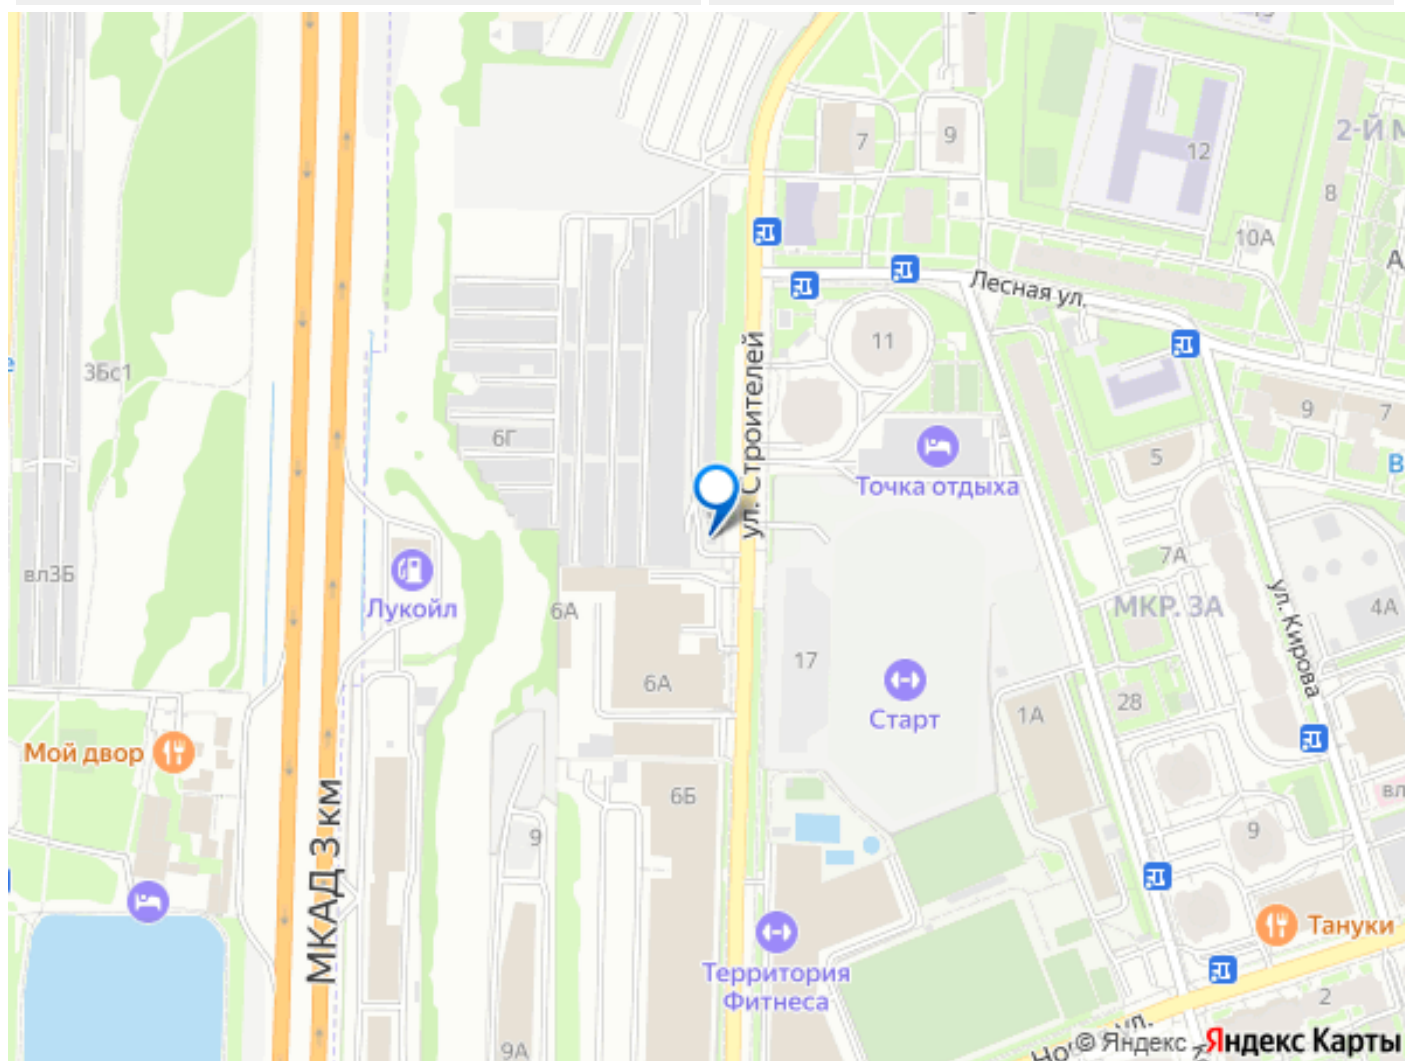 7
9
12
2-Й М
8
10А
А
Лесная ул.
11
3Бс1
ул. Строителей
9
7
6Г
5
В
Точка отдыха
вл3Б
Лукойл
6А
7А
МКР. 3А
ул. Кирова
4А
17
6А
Старт
1А
28
Мой двор
6Б
МКАД 3 км
9
9
вл
Тануки
Территория
Фитнеса
2
9А
ул.
© Яндекс Яндекс Карты